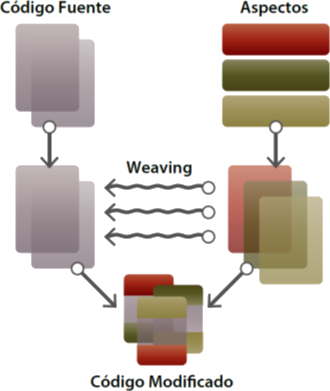 Código Fuente
Aspectos
Weaving
Código Modificado